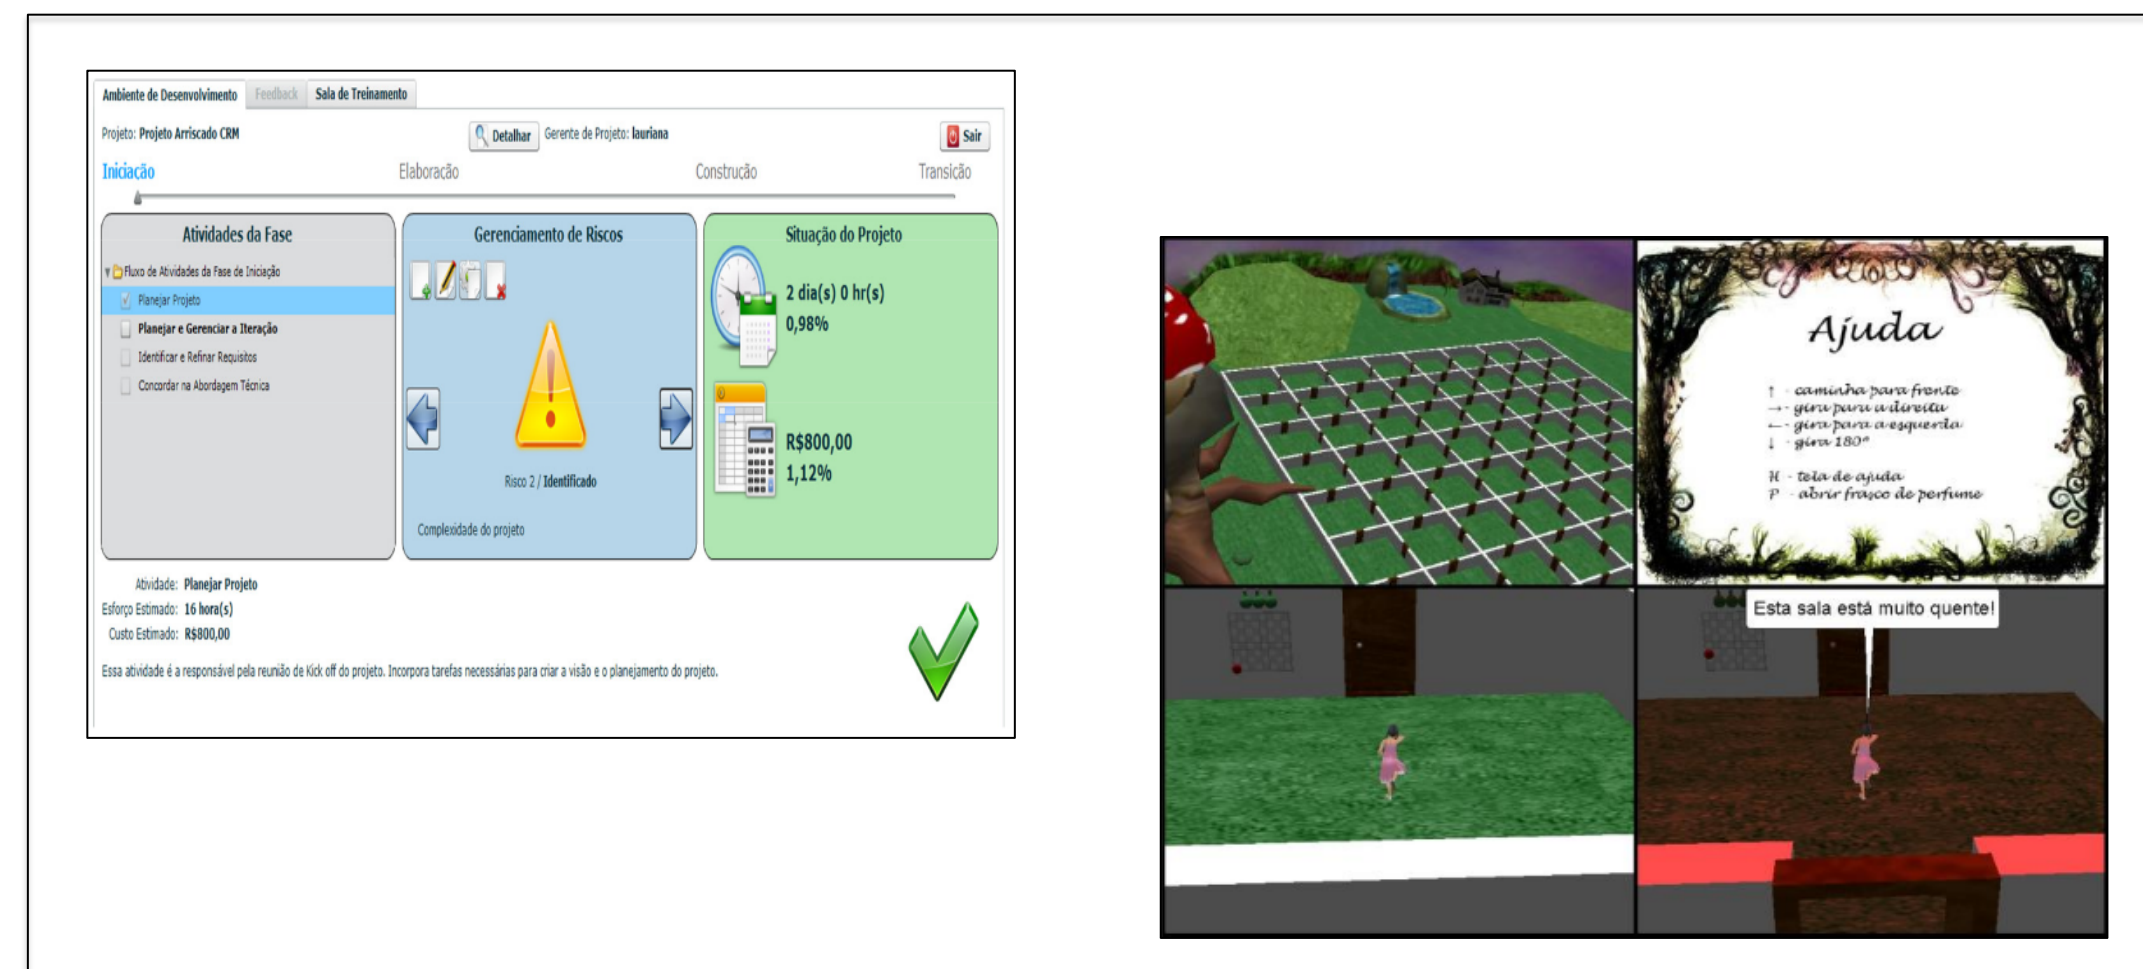 Ambiente de Desenvolvimento Feedback Sala de Treinamento
Projeto: Projeto Arriscado CRM Detalhar Gerente de Projeto: lauriana Sair
Iniciação Elaboração Construção Transição
Atividades da Fase
Fluxo de Atividades da Fase de Iniciação
Planejar Projeto
Planejar e Gerenciar a Iteração
Identificar e Refinar Requisitos
Concordar na Abordagem Técnica
Gerenciamento de Riscos
Risco 2 / Identificado
Complexidade do projeto
Situação do Projeto
2 dia(s) 0 hr(s)
0,98%
R$800,00
1,12%
Atividade: Planejar Projeto
Esforço Estimado: 16 hora(s)
Custo Estimado: R$800,00
Essa atividade é a responsável pela reunião de Kick off do projeto. Incorpora tarefas necessárias para criar a visão e o planejamento do projeto.
Ajuda
↑ - caminha para frente
→ - gira para a direita
← - gira para a esquerda
↓ - gira 180°
H - tela de ajuda
P - abrir frasco de perfume
Esta sala está muito quente!